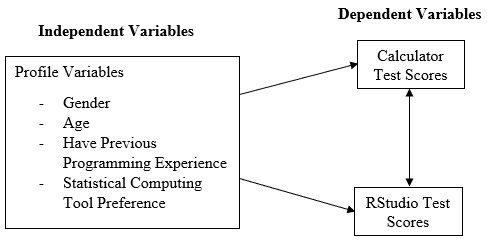 Independent Variables
Profile Variables
- Gender
- Age
- Have Previous
Programming Experience
- Statistical Computing
Tool Preference
Dependent Variables
Calculator
Test Scores
RStudio Test
Scores